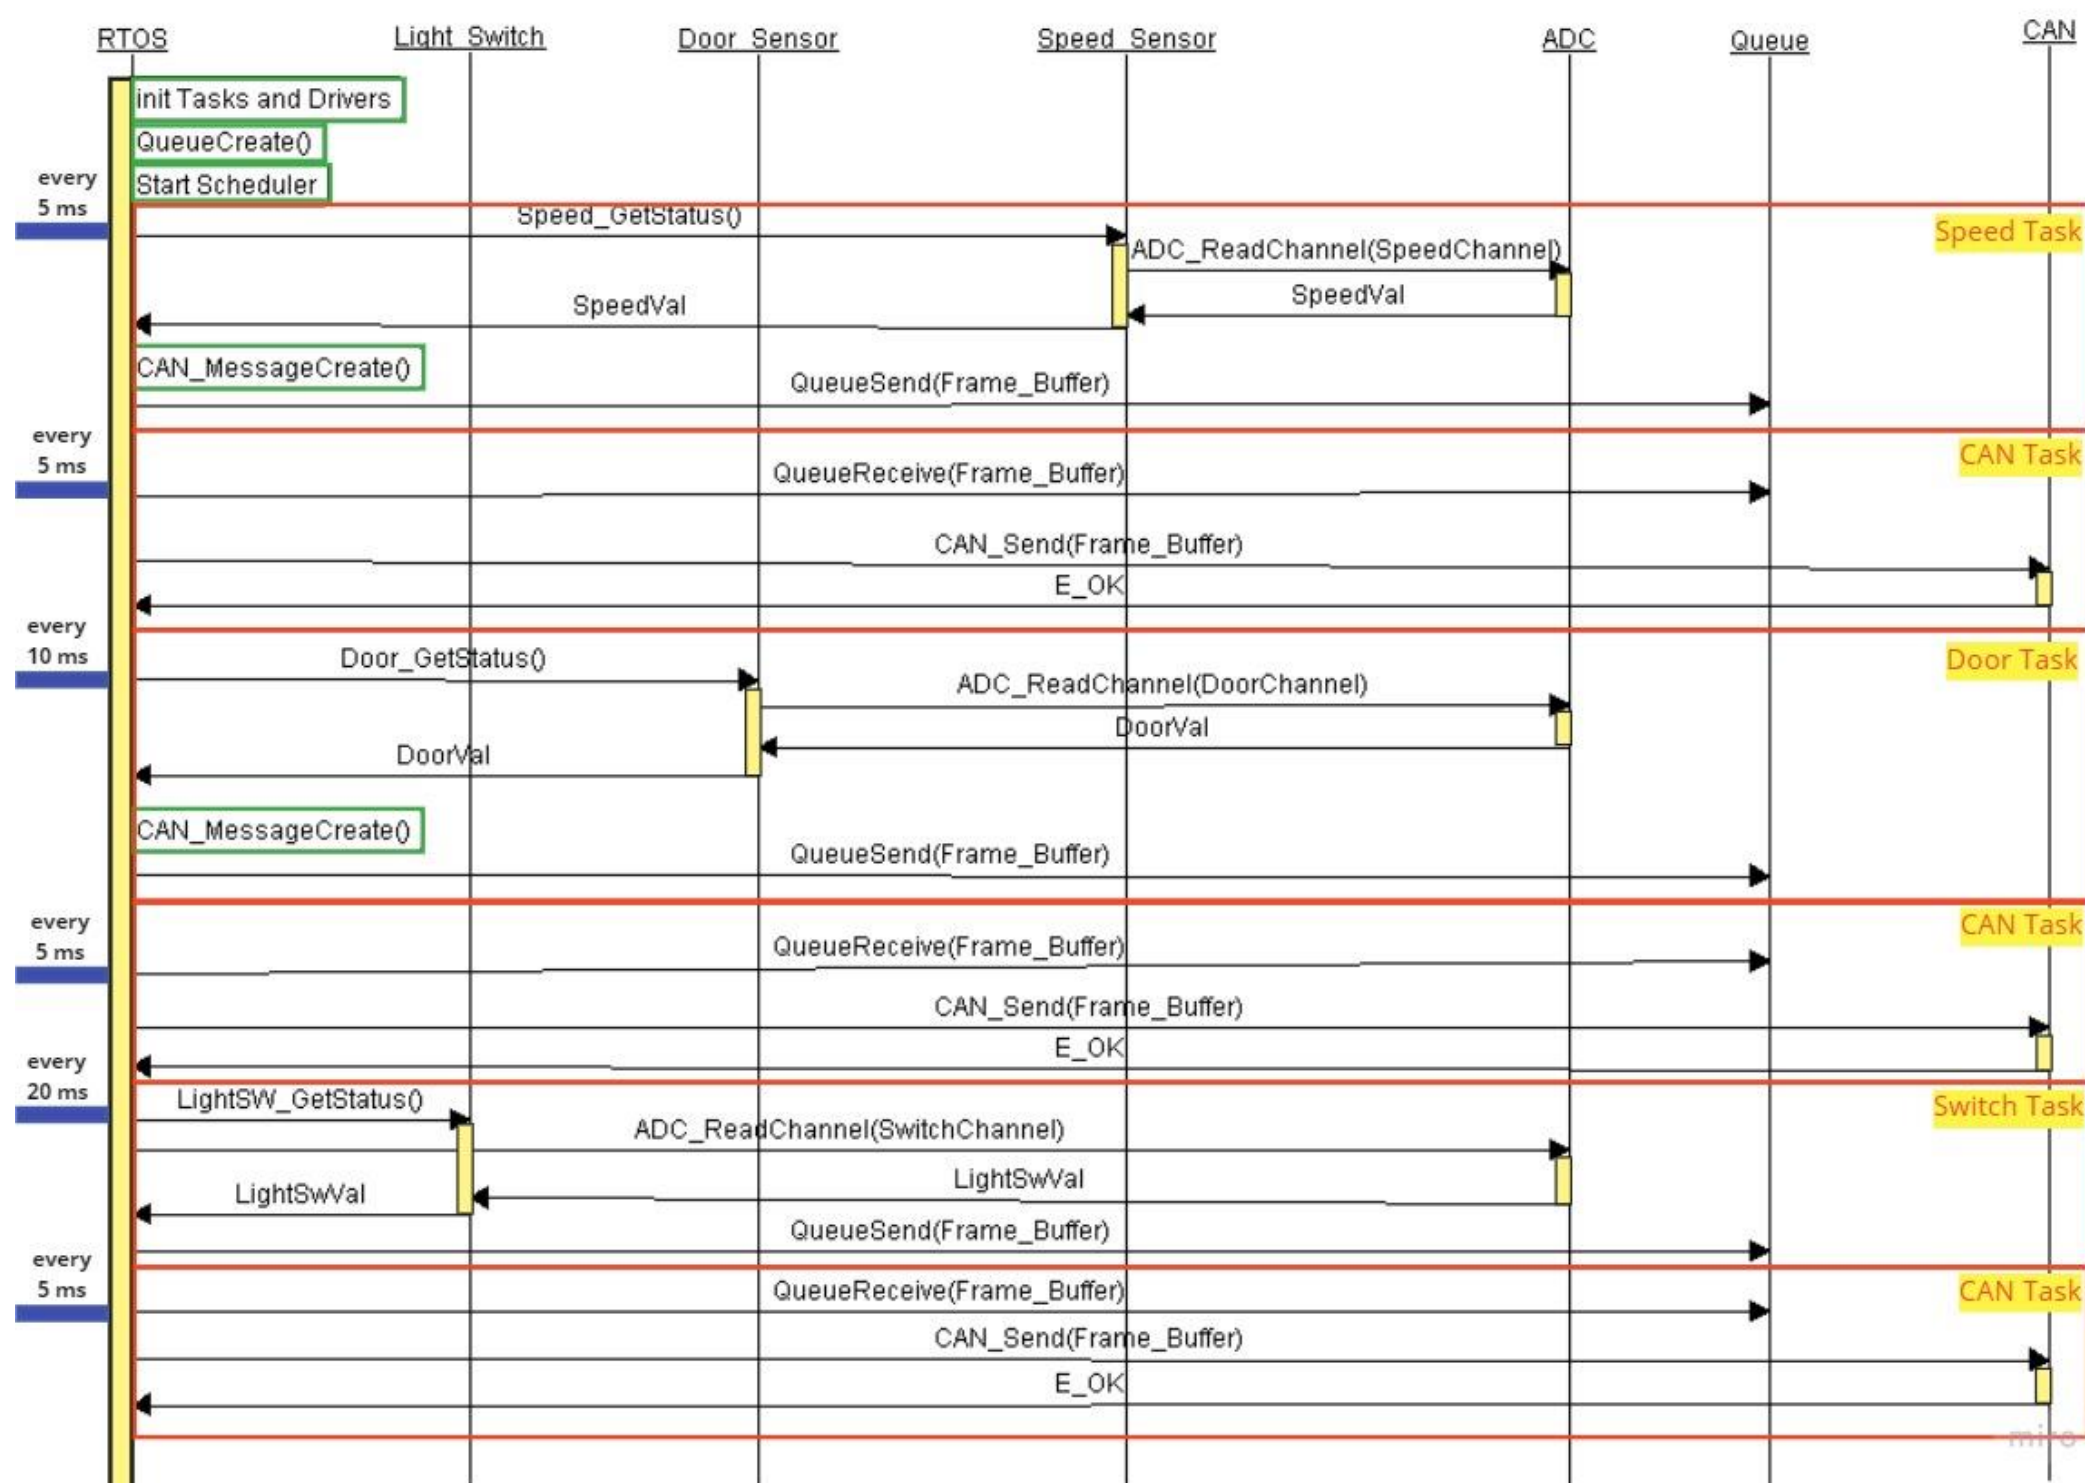 RTOS
Light_Switch
Door_Sensor
Speed_Sensor
ADC
Queue
CAN
init Tasks and Drivers
QueueCreate()
Start Scheduler
every
5 ms
Speed_GetStatus()
Speed Task
ADC_ReadChannel(SpeedChannel)
SpeedVal
SpeedVal
CAN_MessageCreate()
QueueSend(Frame_Buffer)
every
5 ms
CAN Task
QueueReceive(Frame_Buffer)
CAN_Send(Frame_Buffer)
E_OK
every
10 ms
Door_GetStatus()
Door Task
ADC_ReadChannel(DoorChannel)
DoorVal
DoorVal
CAN_MessageCreate()
QueueSend(Frame_Buffer)
every
5 ms
CAN Task
QueueReceive(Frame_Buffer)
CAN_Send(Frame_Buffer)
E_OK
every
20 ms
LightSW_GetStatus()
Switch Task
ADC_ReadChannel(SwitchChannel)
LightSwVal
LightSwVal
QueueSend(Frame_Buffer)
every
5 ms
CAN Task
QueueReceive(Frame_Buffer)
CAN_Send(Frame_Buffer)
E_OK
miro